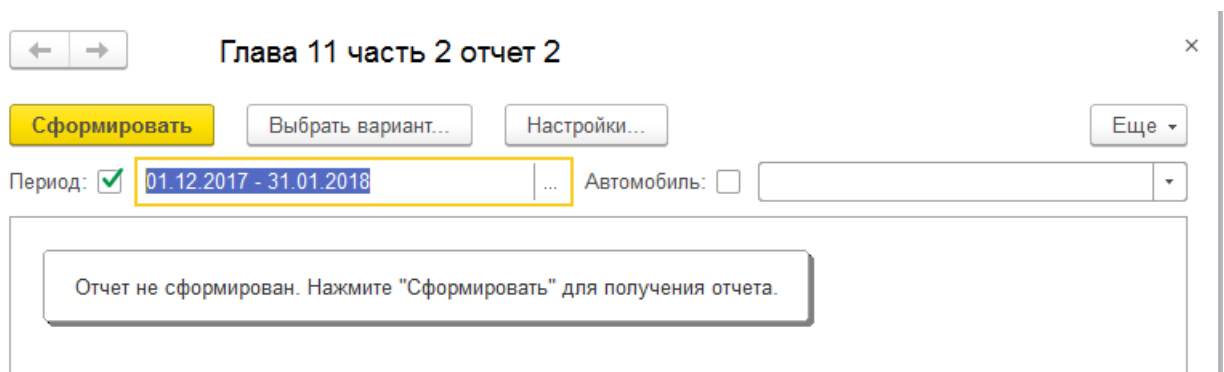 Глава 11 часть 2 отчет 2
Сформировать Выбрать вариант... Настройки... Еще
Период: 01.12.2017 - 31.01.2018 ... Автомобиль:
Отчет не сформирован. Нажмите "Сформировать" для получения отчета.